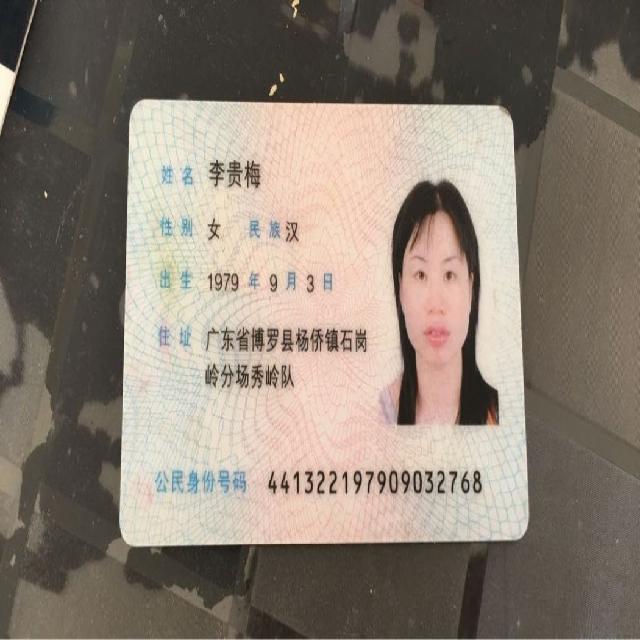 姓名 李贵梅
性别 女 民族 汉
出生 1979 年 9 月 3 日
住址 广东省博罗县杨侨镇石岗
岭分场秀岭队
公民身份号码 441322197909032768